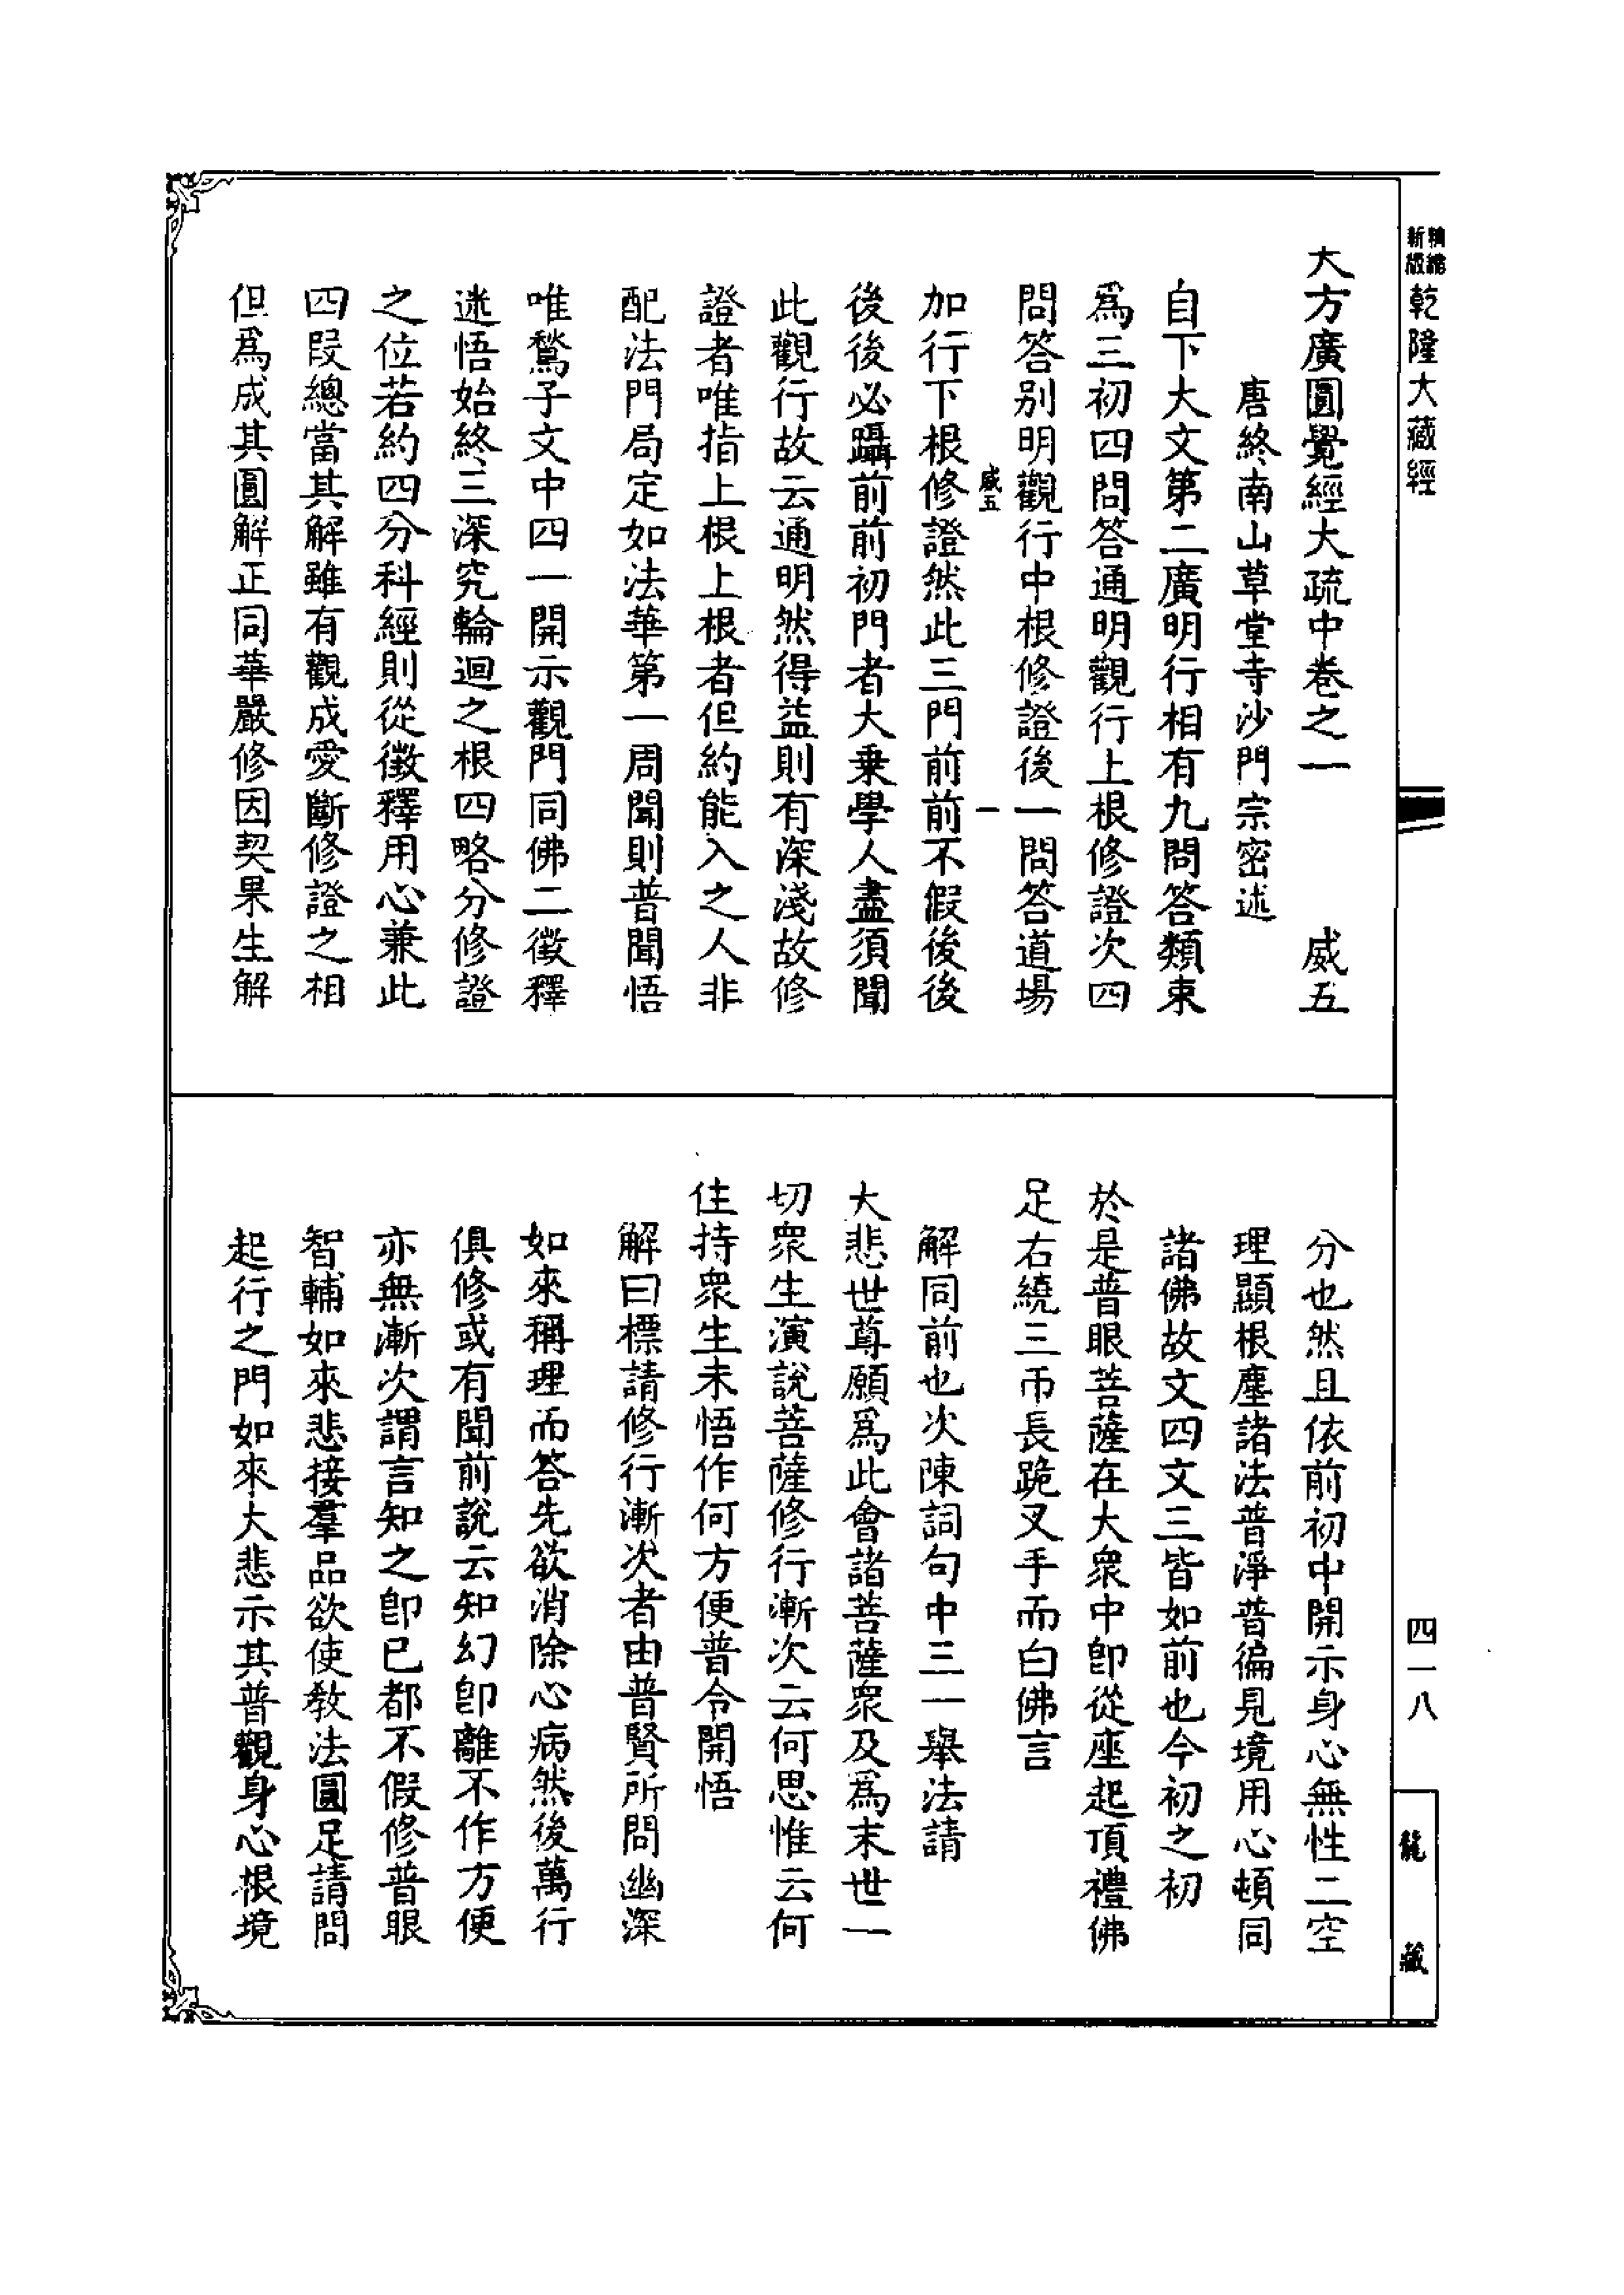 新版
精縮
乾隆大藏經
大方廣圓覺經大疏中卷之一 威五
唐終南山草堂寺沙門宗密述
自下大文第二廣明行相有九問答類束
爲三初四問答通明觀行上根修證次四
問答別明觀行中根修證後一問答道場
威五 一
加行下根修證然此三門前前不假後後
後後必躡前前初門者大乗學人盡須聞
此觀行故云通明然得益則有深淺故修
證者唯指上根上根者但約能入之人非
配法門局定如法華第一周聞則普聞悟
唯鶖子文中四一開示觀門同佛二徵釋
迷悟始終三深究輪迴之根四略分修證
之位若約四分科經則從徵釋用心兼此
四段總當其解雖有觀成愛斷修證之相
但爲成其圓解正同華嚴修因契果生解
分也然且依前初中開示身心無性二空
理顯根塵諸法普淨普徧見境用心頓同
諸佛故文四文三皆如前也今初之初
於是普眼菩薩在大衆中卽從座起頂禮佛
足右繞三帀長跪叉手而白佛言
解同前也次陳詞句中三一舉法請
大悲世尊願爲此會諸菩薩衆及爲末世一
切衆生演說菩薩修行漸次云何思惟云何
住持衆生未悟作何方便普令開悟
解曰標請修行漸次者由普賢所問幽深
如來稱理而答先欲消除心病然後萬行
俱修或有聞前說云知幻卽離不作方便
亦無漸次謂言知之卽已都不假修普眼
智輔如來悲接羣品欲使教法圓足請問
起行之門如來大悲示其普觀身心根境
四一八
龍藏